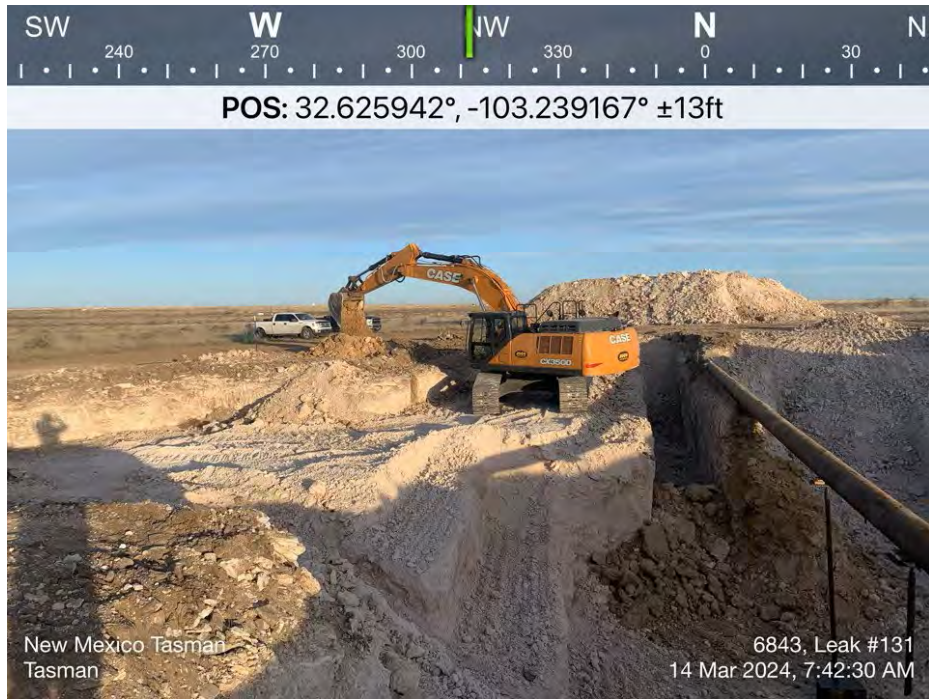 SW W NW N N
240 270 300 330 0 30
POS: 32.625942°, -103.239167° ±13ft
CASE
CASE
CX350D
New Mexico Tasman
Tasman
6843, Leak #131
14 Mar 2024, 7:42:30 AM